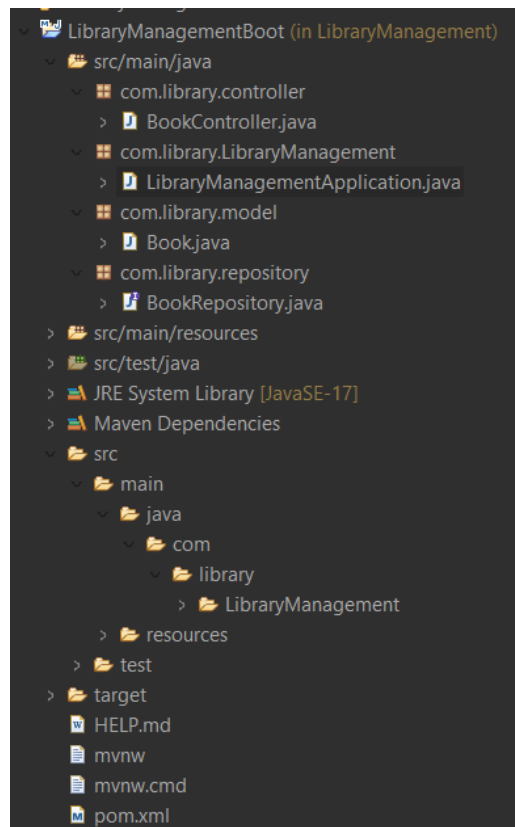 LibraryManagementBoot (in LibraryManagement)
src/main/java
com.library.controller
BookController.java
com.library.LibraryManagement
LibraryManagementApplication.java
com.library.model
Book.java
com.library.repository
BookRepository.java
src/main/resources
src/test/java
JRE System Library [JavaSE-17]
Maven Dependencies
src
main
java
com
library
LibraryManagement
resources
test
target
HELP.md
mvnw
mvnw.cmd
pom.xml